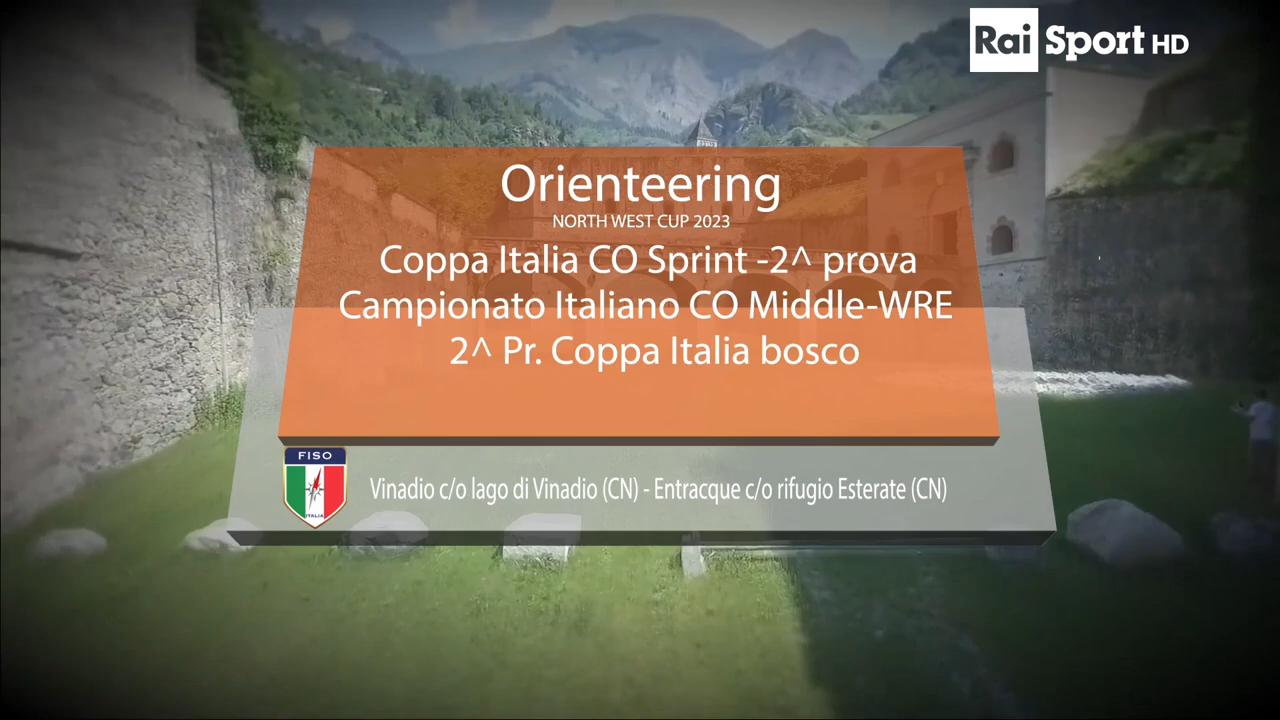 Rai Sport HD
Orienteering
NORTH WEST CUP 2023
Coppa Italia CO Sprint -2^ prova
Campionato Italiano CO Middle-WRE
2^ Pr. Coppa Italia bosco
FISO
ITALIA
Vinadio c/o lago di Vinadio (CN) - Entracque c/o rifugio Esterate (CN)